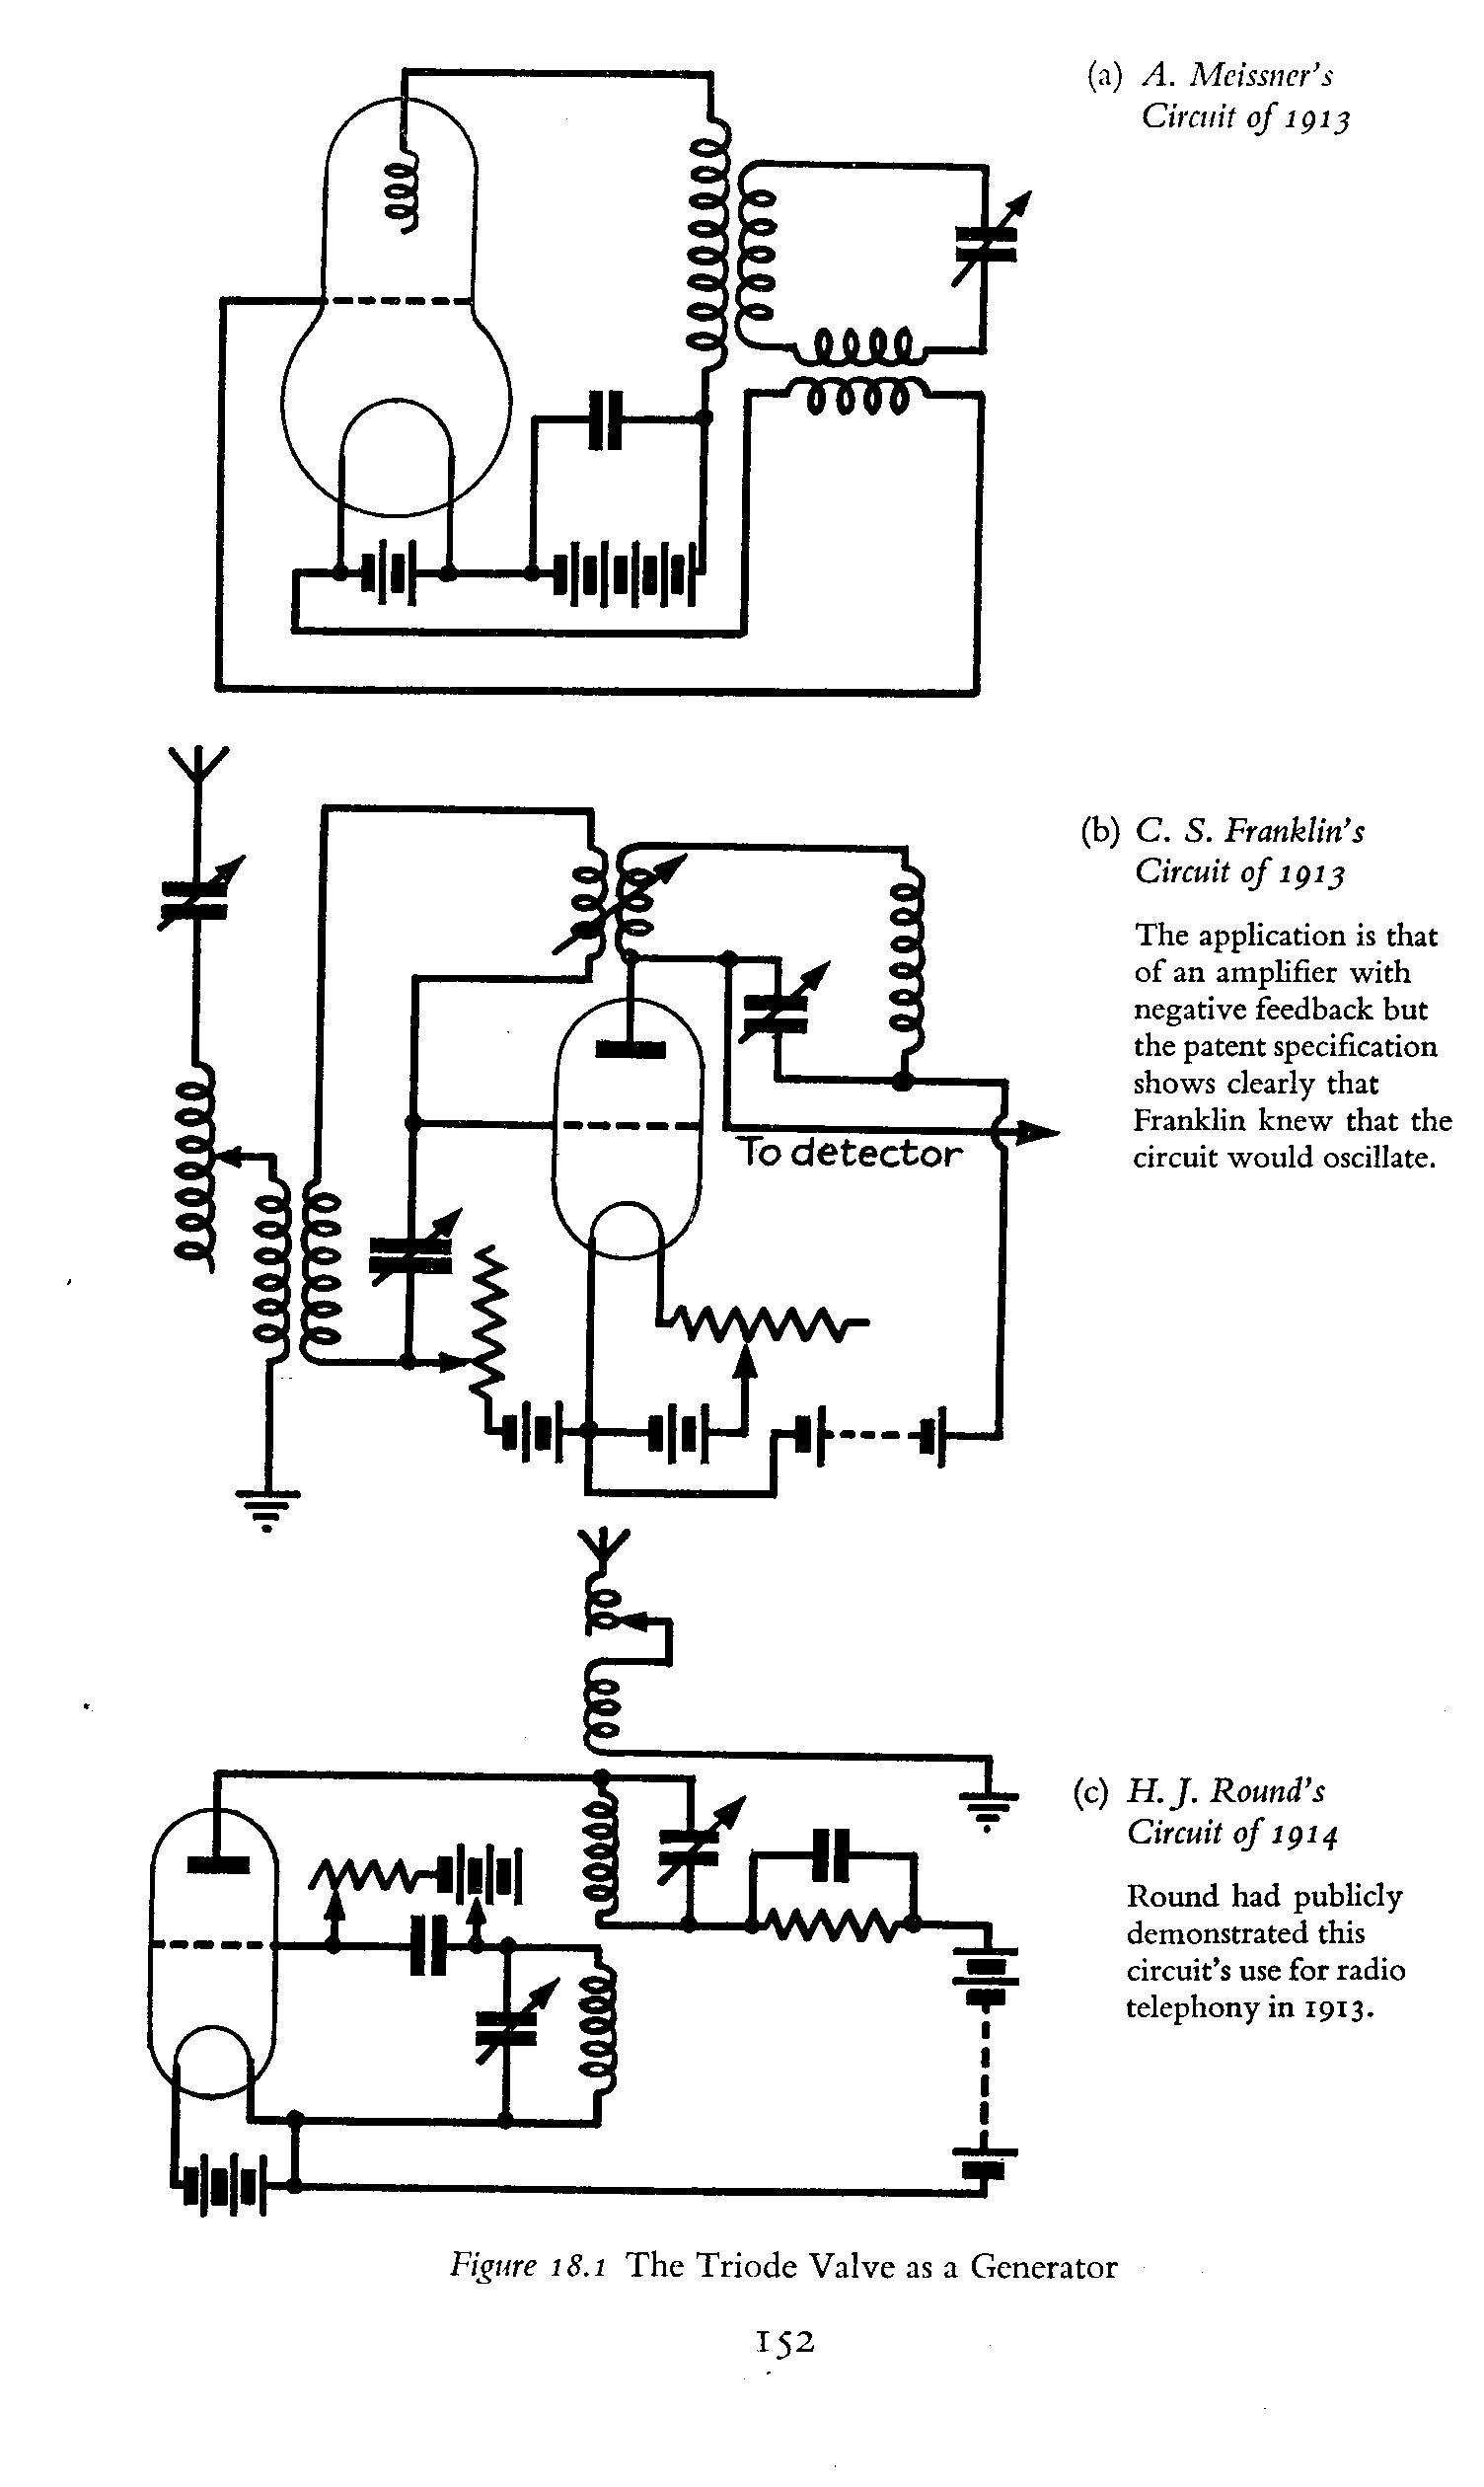 (a) A. Meissner's
Circuit of 1913
(b) C. S. Franklin's
Circuit of 1913
The application is that
of an amplifier with
negative feedback but
the patent specification
shows clearly that
Franklin knew that the
circuit would oscillate.
To detector
(c) H. J. Round's
Circuit of 1914
Round had publicly
demonstrated this
circuit's use for radio
telephony in 1913.
Figure 18.1 The Triode Valve as a Generator
152